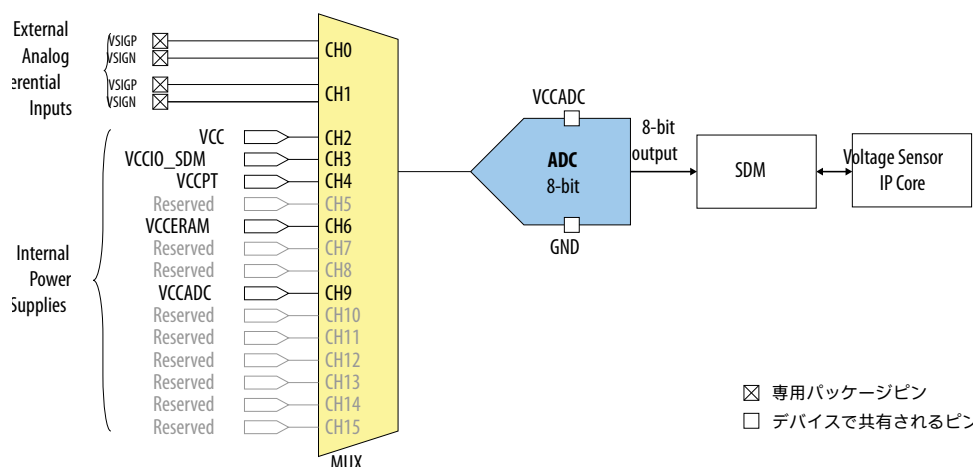 External
Analog
erential
Inputs
VSIGP
VSIGN
VSIGP
VSIGN
CH0
CH1
VCC CH2
VCCIO_SDM CH3
VCCPT CH4
Reserved CH5
VCCERAM CH6
Reserved CH7
Reserved CH8
VCCADC CH9
Reserved CH10
Reserved CH11
Reserved CH12
Reserved CH13
Reserved CH14
Reserved CH15
Internal
Power
Supplies
MUX
VCCADC
ADC
8-bit
GND
8-bit
output
SDM
Voltage Sensor
IP Core
専用パッケージピン
デバイスで共有されるピン